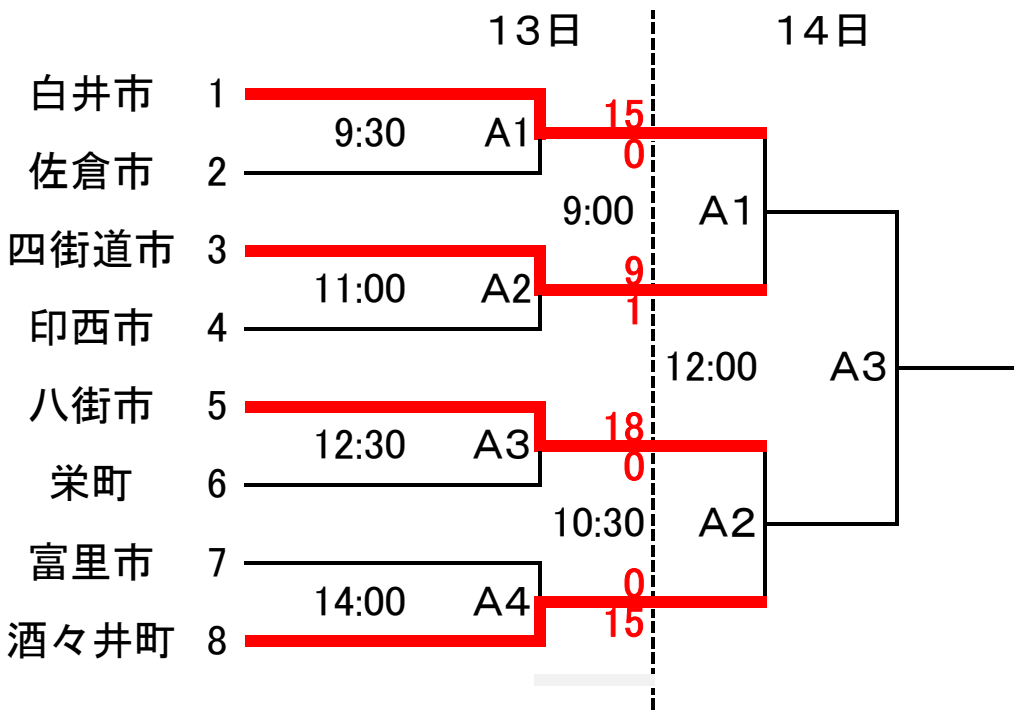 １３日 １４日
白井市 1
15
9:30 A1
0
佐倉市 2
9:00 A1
四街道市 3
9
11:00 A2
1
印西市 4
12:00 A3
八街市 5
18
12:30 A3
0
栄町 6
10:30 A2
富里市 7
0
14:00 A4
15
酒々井町 8